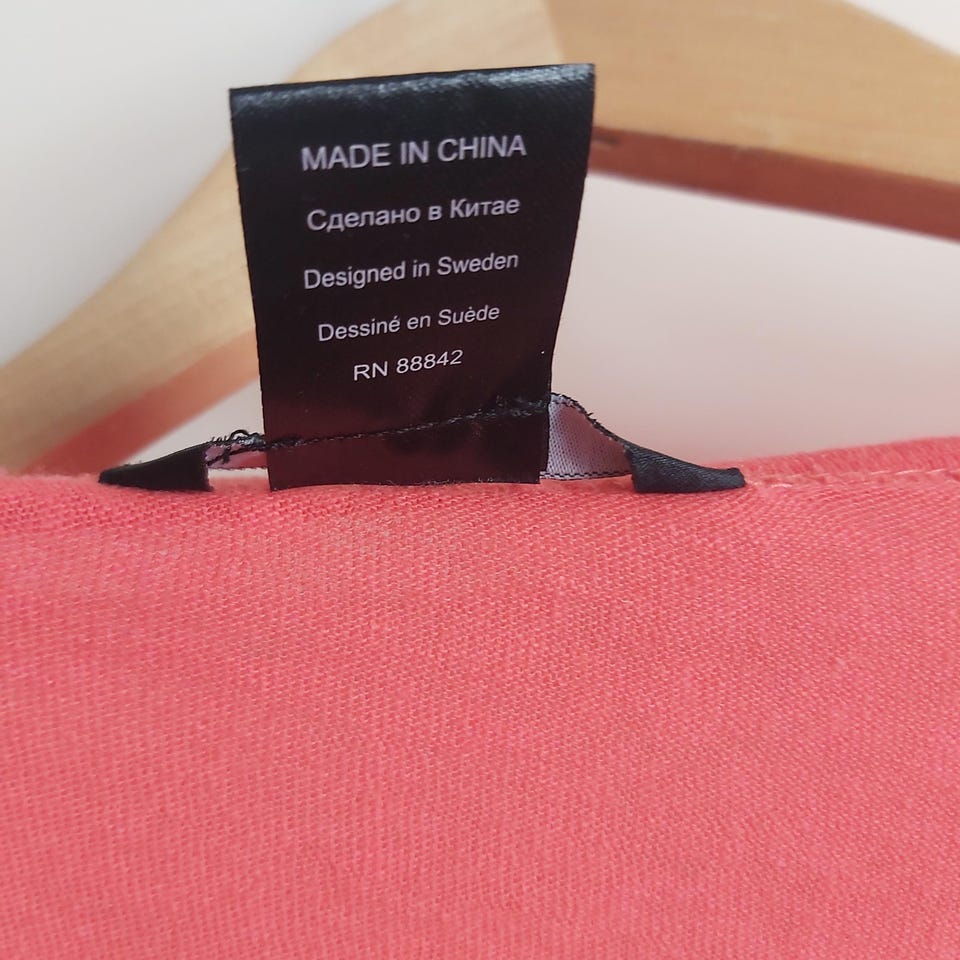 MADE IN CHINA
Сделано в Китае
Designed in Sweden
Dessiné en Suède
RN 88842